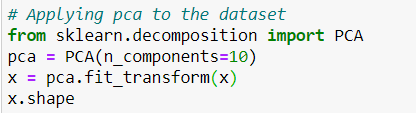 # Applying pca to the dataset
from sklearn.decomposition import PCA
pca = PCA(n_components=10)
x = pca.fit_transform(x)
x.shape